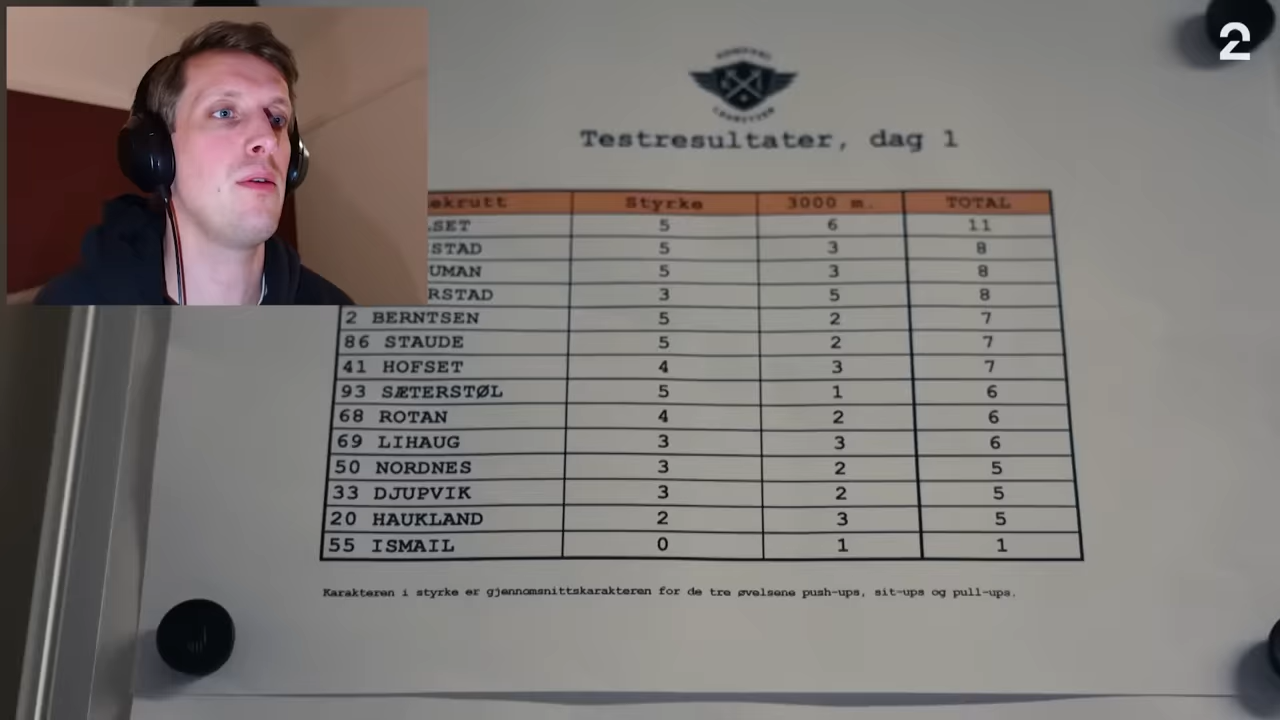 2
Testresultater, dag 1
ekrutt Styrke 3000 m. TOTAL
SET 5 6 11
STAD 5 3 8
UMAN 5 3 8
RSTAD 3 5 8
2 BERNTSEN 5 2 7
86 STAUDE 5 2 7
41 HOFSET 4 3 7
93 SÆTERSTØL 5 1 6
68 ROTAN 4 2 6
69 LIHAUG 3 3 6
50 NORDNES 3 2 5
33 DJUPVIK 3 2 5
20 HAUKLAND 2 3 5
55 ISMAIL 0 1 1
Karakteren i styrke er gjennomsnittskarakteren for de tre øvelsene push-ups, sit-ups og pull-ups.